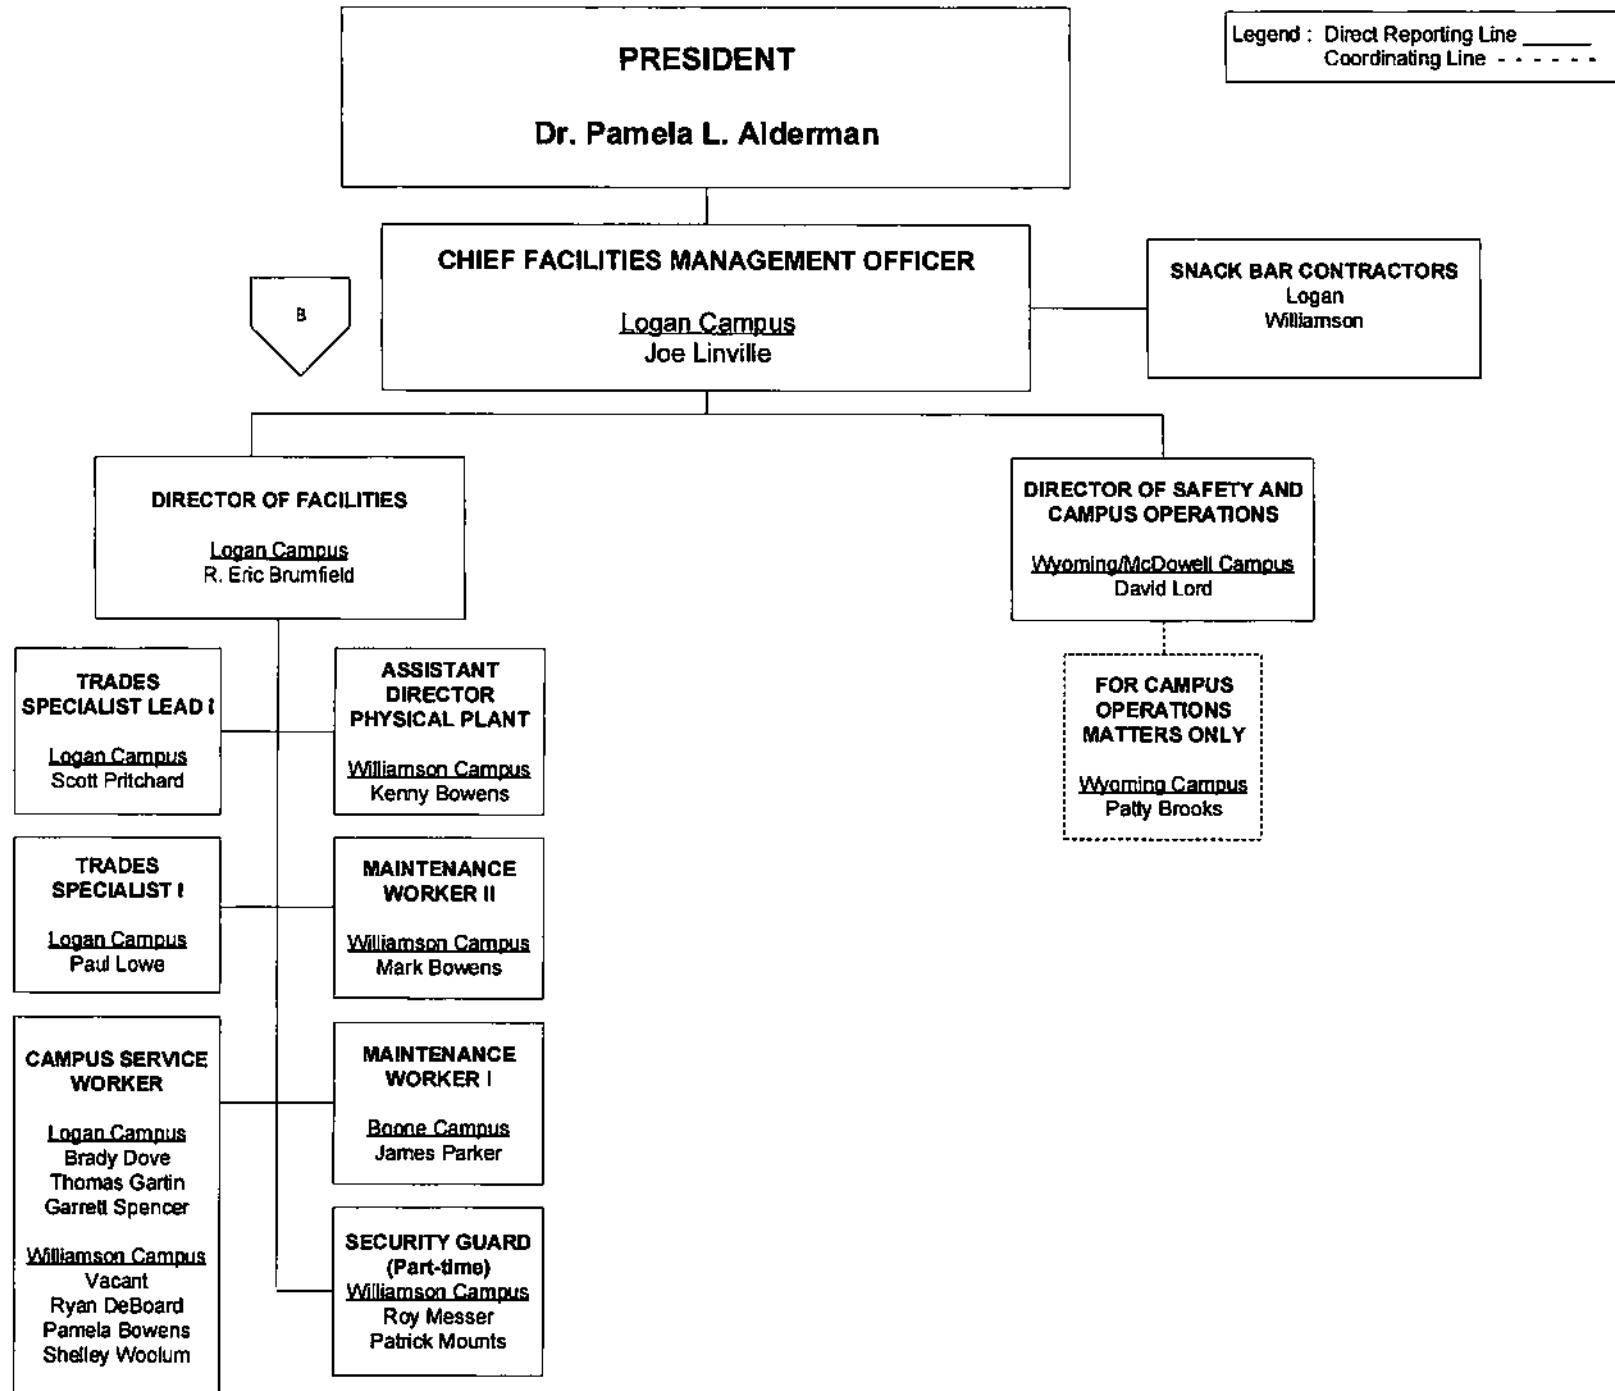 PRESIDENT
Dr. Pamela L. Alderman
Legend : Direct Reporting Line ______
Coordinating Line - - - - - -
CHIEF FACILITIES MANAGEMENT OFFICER
Logan Campus
Joe Linville
B
SNACK BAR CONTRACTORS
Logan
Williamson
DIRECTOR OF FACILITIES
Logan Campus
R. Eric Brumfield
DIRECTOR OF SAFETY AND
CAMPUS OPERATIONS
Wyoming/McDowell Campus
David Lord
FOR CAMPUS
OPERATIONS
MATTERS ONLY
Wyoming Campus
Patty Brooks
TRADES
SPECIALIST LEAD I
Logan Campus
Scott Pritchard
ASSISTANT
DIRECTOR
PHYSICAL PLANT
Williamson Campus
Kenny Bowens
TRADES
SPECIALIST I
Logan Campus
Paul Lowe
MAINTENANCE
WORKER II
Williamson Campus
Mark Bowens
CAMPUS SERVICE
WORKER
Logan Campus
Brady Dove
Thomas Gartin
Garrett Spencer
Williamson Campus
Vacant
Ryan DeBoard
Pamela Bowens
Shelley Woolum
MAINTENANCE
WORKER I
Boone Campus
James Parker
SECURITY GUARD
(Part-time)
Williamson Campus
Roy Messer
Patrick Mounts